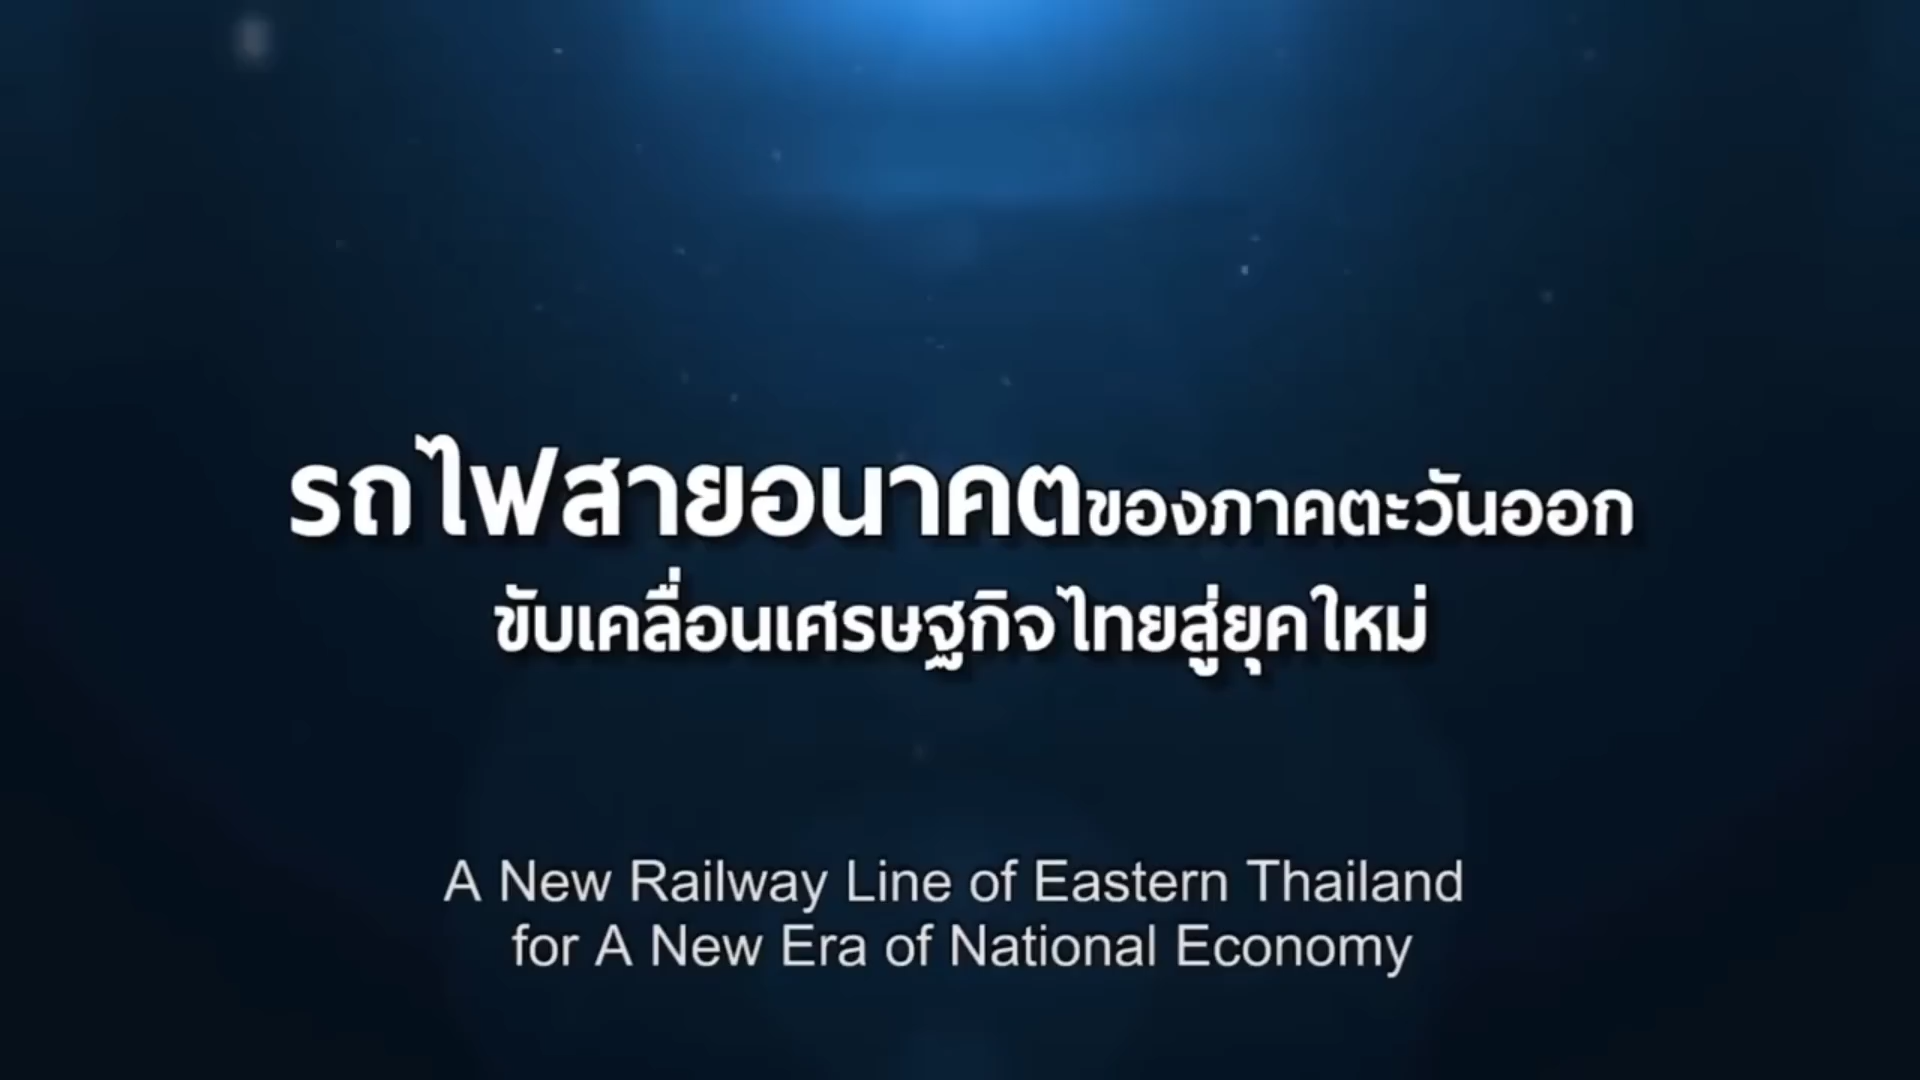 รถไฟสายอนาคตของภาคตะวันออก
ขับเคลื่อนเศรษฐกิจไทยสู่ยุคใหม่
A New Railway Line of Eastern Thailand
for A New Era of National Economy